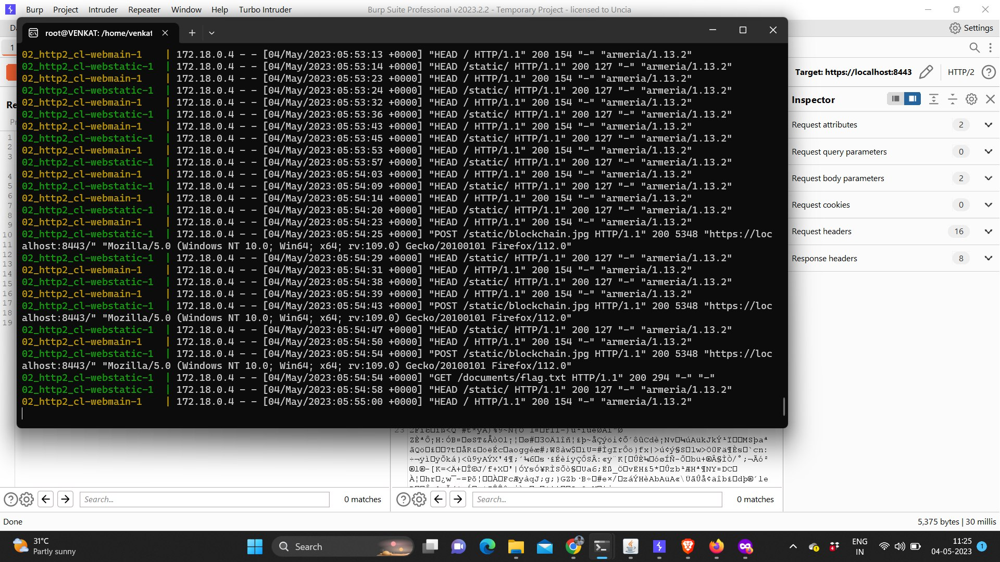 Burp Project Intruder Repeater Window Help Turbo Intruder Burp Suite Professional v2023.2.2 - Temporary Project - licensed to Uncia
Settings
root@VENKAT: /home/venkat
1
Target: https://localhost:8443 HTTP/2
Inspector
Request attributes 2
Request query parameters 0
Request body parameters 2
Request cookies 0
Request headers 16
Response headers 8
1
2
3
4
5
6
7
8
9
10
11
12
13
14
15
16
17
18
19
02_http2_cl-webmain-1 | 172.18.0.4 - - [04/May/2023:05:53:13 +0000] "HEAD / HTTP/1.1" 200 154 "-" "armeria/1.13.2"
02_http2_cl-webstatic-1 | 172.18.0.4 - - [04/May/2023:05:53:14 +0000] "HEAD /static/ HTTP/1.1" 200 127 "-" "armeria/1.13.2"
02_http2_cl-webmain-1 | 172.18.0.4 - - [04/May/2023:05:53:23 +0000] "HEAD / HTTP/1.1" 200 154 "-" "armeria/1.13.2"
02_http2_cl-webstatic-1 | 172.18.0.4 - - [04/May/2023:05:53:24 +0000] "HEAD /static/ HTTP/1.1" 200 127 "-" "armeria/1.13.2"
02_http2_cl-webmain-1 | 172.18.0.4 - - [04/May/2023:05:53:32 +0000] "HEAD / HTTP/1.1" 200 154 "-" "armeria/1.13.2"
02_http2_cl-webstatic-1 | 172.18.0.4 - - [04/May/2023:05:53:36 +0000] "HEAD /static/ HTTP/1.1" 200 127 "-" "armeria/1.13.2"
02_http2_cl-webmain-1 | 172.18.0.4 - - [04/May/2023:05:53:43 +0000] "HEAD / HTTP/1.1" 200 154 "-" "armeria/1.13.2"
02_http2_cl-webstatic-1 | 172.18.0.4 - - [04/May/2023:05:53:45 +0000] "HEAD /static/ HTTP/1.1" 200 127 "-" "armeria/1.13.2"
02_http2_cl-webmain-1 | 172.18.0.4 - - [04/May/2023:05:53:53 +0000] "HEAD / HTTP/1.1" 200 154 "-" "armeria/1.13.2"
02_http2_cl-webstatic-1 | 172.18.0.4 - - [04/May/2023:05:53:57 +0000] "HEAD /static/ HTTP/1.1" 200 127 "-" "armeria/1.13.2"
02_http2_cl-webmain-1 | 172.18.0.4 - - [04/May/2023:05:54:03 +0000] "HEAD / HTTP/1.1" 200 154 "-" "armeria/1.13.2"
02_http2_cl-webstatic-1 | 172.18.0.4 - - [04/May/2023:05:54:09 +0000] "HEAD /static/ HTTP/1.1" 200 127 "-" "armeria/1.13.2"
02_http2_cl-webmain-1 | 172.18.0.4 - - [04/May/2023:05:54:14 +0000] "HEAD / HTTP/1.1" 200 154 "-" "armeria/1.13.2"
02_http2_cl-webstatic-1 | 172.18.0.4 - - [04/May/2023:05:54:20 +0000] "HEAD /static/ HTTP/1.1" 200 127 "-" "armeria/1.13.2"
02_http2_cl-webmain-1 | 172.18.0.4 - - [04/May/2023:05:54:23 +0000] "HEAD / HTTP/1.1" 200 154 "-" "armeria/1.13.2"
02_http2_cl-webstatic-1 | 172.18.0.4 - - [04/May/2023:05:54:25 +0000] "POST /static/blockchain.jpg HTTP/1.1" 200 5348 "https://loc
alhost:8443/" "Mozilla/5.0 (Windows NT 10.0; Win64; x64; rv:109.0) Gecko/20100101 Firefox/112.0"
02_http2_cl-webstatic-1 | 172.18.0.4 - - [04/May/2023:05:54:29 +0000] "HEAD /static/ HTTP/1.1" 200 127 "-" "armeria/1.13.2"
02_http2_cl-webmain-1 | 172.18.0.4 - - [04/May/2023:05:54:31 +0000] "HEAD / HTTP/1.1" 200 154 "-" "armeria/1.13.2"
02_http2_cl-webstatic-1 | 172.18.0.4 - - [04/May/2023:05:54:38 +0000] "HEAD /static/ HTTP/1.1" 200 127 "-" "armeria/1.13.2"
02_http2_cl-webmain-1 | 172.18.0.4 - - [04/May/2023:05:54:39 +0000] "HEAD / HTTP/1.1" 200 154 "-" "armeria/1.13.2"
02_http2_cl-webstatic-1 | 172.18.0.4 - - [04/May/2023:05:54:43 +0000] "POST /static/blockchain.jpg HTTP/1.1" 200 5348 "https://loc
alhost:8443/" "Mozilla/5.0 (Windows NT 10.0; Win64; x64; rv:109.0) Gecko/20100101 Firefox/112.0"
02_http2_cl-webstatic-1 | 172.18.0.4 - - [04/May/2023:05:54:47 +0000] "HEAD /static/ HTTP/1.1" 200 127 "-" "armeria/1.13.2"
02_http2_cl-webmain-1 | 172.18.0.4 - - [04/May/2023:05:54:50 +0000] "HEAD / HTTP/1.1" 200 154 "-" "armeria/1.13.2"
02_http2_cl-webstatic-1 | 172.18.0.4 - - [04/May/2023:05:54:54 +0000] "POST /static/blockchain.jpg HTTP/1.1" 200 5348 "https://loc
alhost:8443/" "Mozilla/5.0 (Windows NT 10.0; Win64; x64; rv:109.0) Gecko/20100101 Firefox/112.0"
02_http2_cl-webstatic-1 | 172.18.0.4 - - [04/May/2023:05:54:54 +0000] "GET /documents/flag.txt HTTP/1.1" 200 294 "-" "-"
02_http2_cl-webstatic-1 | 172.18.0.4 - - [04/May/2023:05:54:58 +0000] "HEAD /static/ HTTP/1.1" 200 127 "-" "armeria/1.13.2"
02_http2_cl-webmain-1 | 172.18.0.4 - - [04/May/2023:05:55:00 +0000] "HEAD / HTTP/1.1" 200 154 "-" "armeria/1.13.2"
23
Search... 0 matches Search... 0 matches
Done 5,375 bytes | 30 millis
31°C
Partly sunny
Search
ENG
IN
11:25
04-05-2023
1